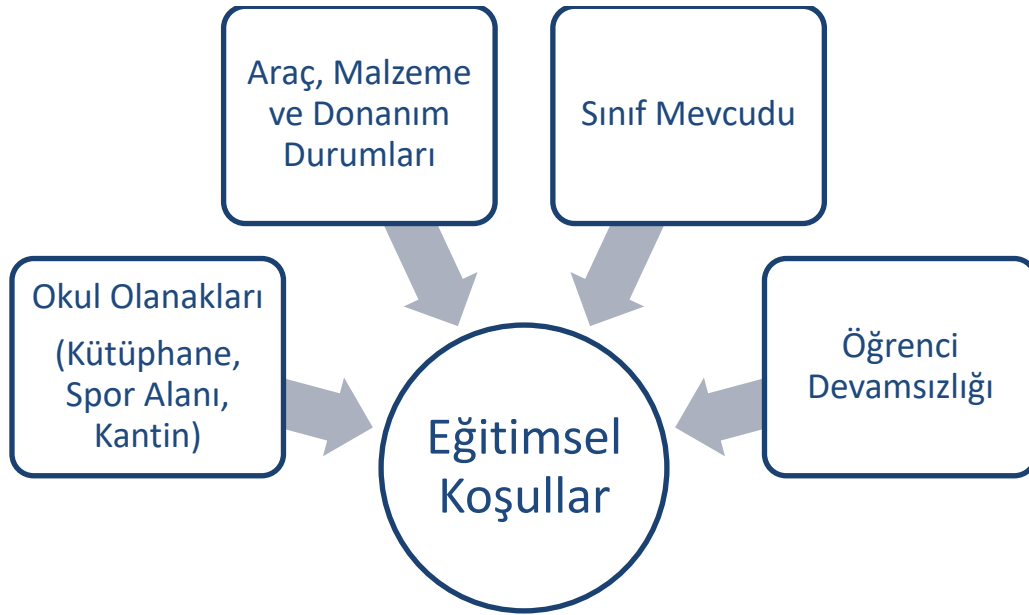 Araç, Malzeme
ve Donanım
Durumları
Sınıf Mevcudu
Okul Olanakları
(Kütüphane,
Spor Alanı,
Kantin)
Öğrenci
Devamsızlığı
Eğitimsel
Koşullar